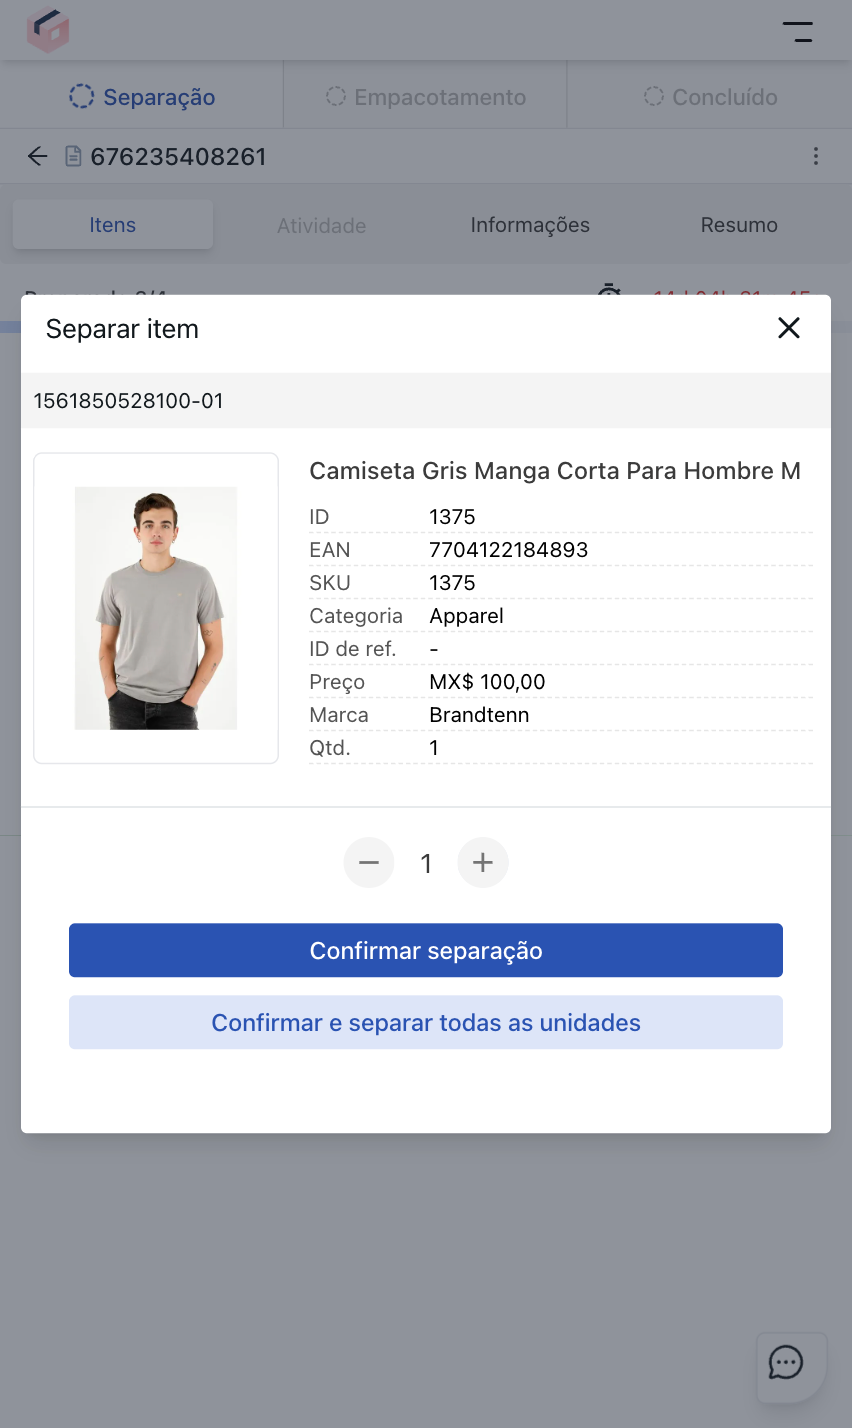 Separação
Empacotamento
Concluído
676235408261
Itens
Atividade
Informações
Resumo
Separar item
1561850528100-01
Camiseta Gris Manga Corta Para Hombre M
ID 1375
EAN 7704122184893
SKU 1375
Categoria Apparel
ID de ref. -
Preço MX$ 100,00
Marca Brandtenn
Qtd. 1
1
Confirmar separação
Confirmar e separar todas as unidades